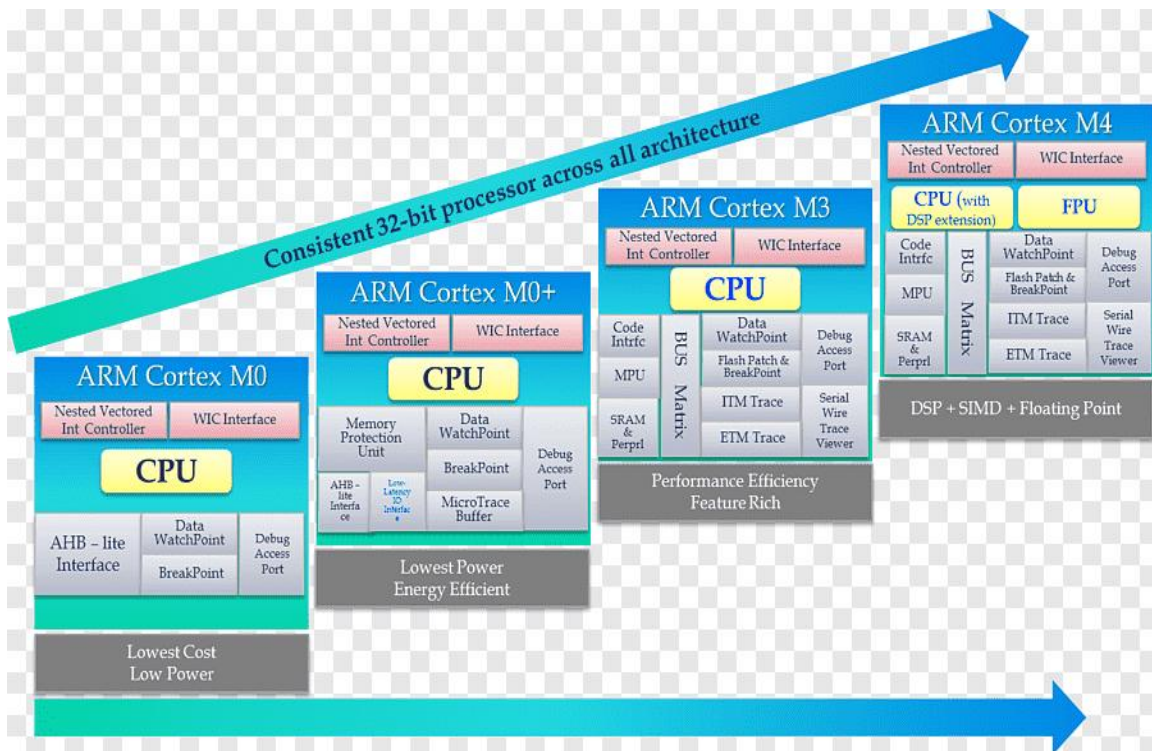 Consistent 32-bit processor across all architecture
ARM Cortex M0
Nested Vectored
Int Controller
WIC Interface
CPU
AHB – lite
Interface
Data
WatchPoint
BreakPoint
Debug
Access
Port
Lowest Cost
Low Power
ARM Cortex M0+
Nested Vectored
Int Controller
WIC Interface
CPU
Memory
Protection
Unit
AHB –
lite
Interfa
ce
Low-
Latency
IO
Interfac
e
Data
WatchPoint
BreakPoint
MicroTrace
Buffer
Debug
Access
Port
Lowest Power
Energy Efficient
ARM Cortex M3
Nested Vectored
Int Controller
WIC Interface
CPU
Code
Intrfc
MPU
SRAM
&
Perprl
BUS Matrix
Data
WatchPoint
Flash Patch &
BreakPoint
ITM Trace
ETM Trace
Debug
Access
Port
Serial
Wire
Trace
Viewer
Performance Efficiency
Feature Rich
ARM Cortex M4
Nested Vectored
Int Controller
WIC Interface
CPU (with
DSP extension)
FPU
Code
Intrfc
MPU
SRAM
&
Perprl
BUS Matrix
Data
WatchPoint
Flash Patch &
BreakPoint
ITM Trace
ETM Trace
Debug
Access
Port
Serial
Wire
Trace
Viewer
DSP + SIMD + Floating Point